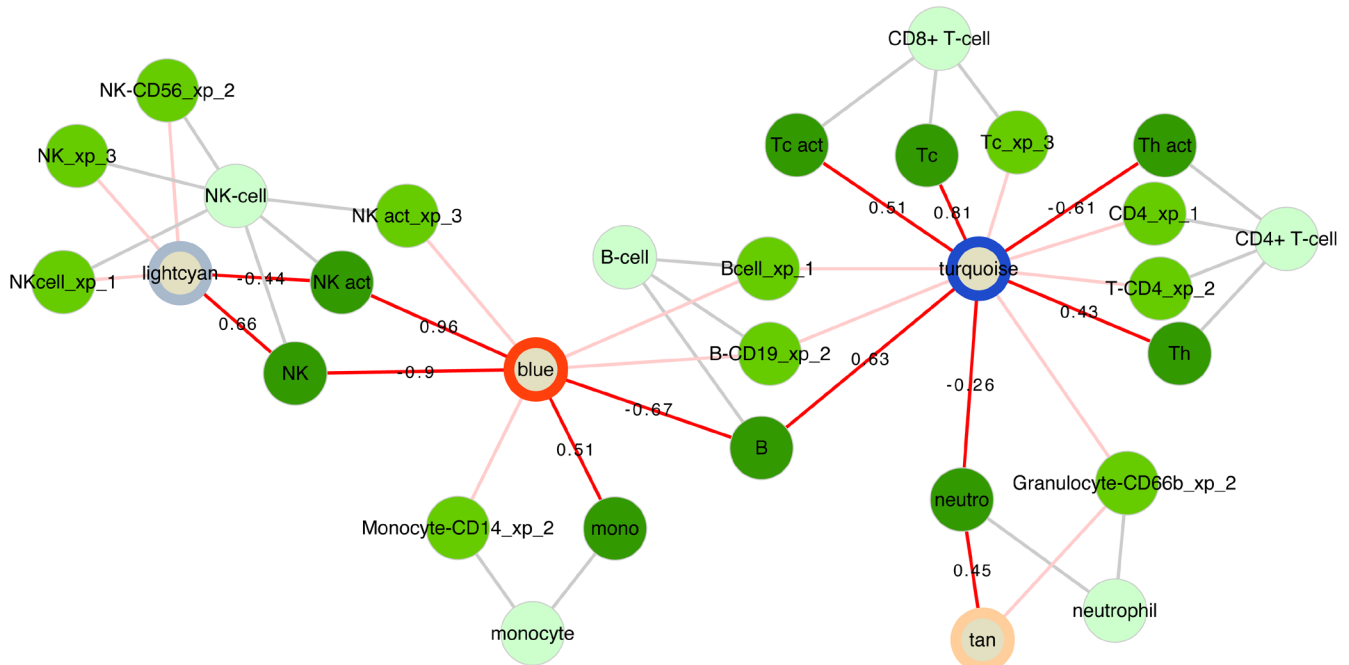 CD8+ T-cell
NK-CD56_xp_2
Tc act
Tc
Tc_xp_3
Th act
NK_xp_3
NK-cell
NK act_xp_3
0.51
0.81
-0.61
CD4_xp_1
CD4+ T-cell
B-cell
Bcell_xp_1
turquoise
NKcell_xp_1
lightcyan
-0.44
NK act
T-CD4_xp_2
0.66
0.96
0.43
B-CD19_xp_2
0.63
Th
NK
-0.9
blue
-0.26
-0.67
0.51
B
Granulocyte-CD66b_xp_2
neutro
Monocyte-CD14_xp_2
mono
0.45
neutrophil
monocyte
tan